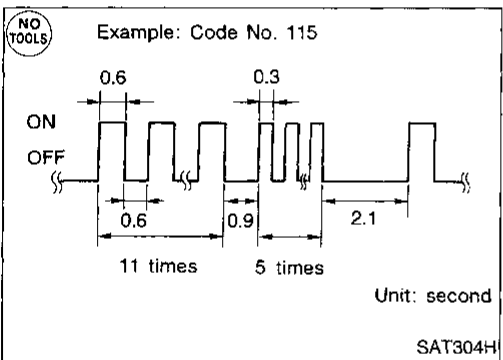 NO
TOOLS
Example: Code No. 115
0.6
0.3
ON
OFF
0.6
0.9
2.1
11 times
5 times
Unit: second
SAT304H